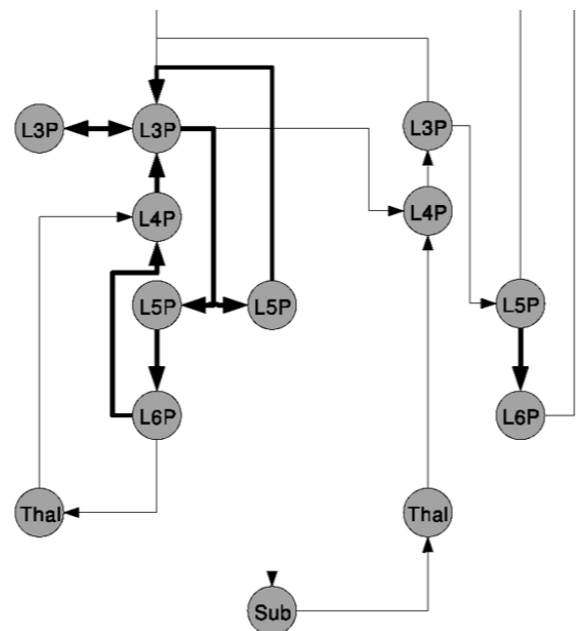 L3P L3P L3P
L4P L4P
L5P L5P L5P
L6P L6P
Thal Thal
Sub